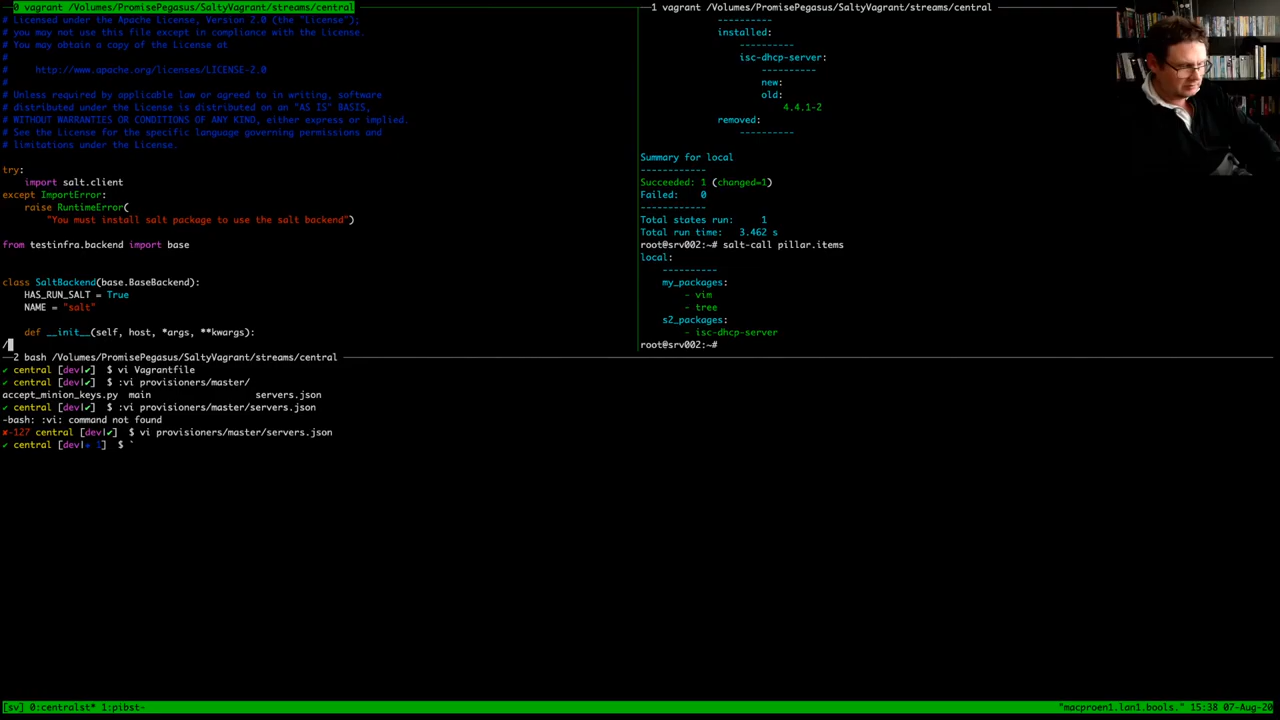 0 vagrant /Volumes/PromisePegasus/SaltyVagrant/streams/central
# Licensed under the Apache License, Version 2.0 (the "License");
# you may not use this file except in compliance with the License.
# You may obtain a copy of the License at
#
#     http://www.apache.org/licenses/LICENSE-2.0
#
# Unless required by applicable law or agreed to in writing, software
# distributed under the License is distributed on an "AS IS" BASIS,
# WITHOUT WARRANTIES OR CONDITIONS OF ANY KIND, either express or implied.
# See the License for the specific language governing permissions and
# limitations under the License.
try:
    import salt.client
except ImportError:
    raise RuntimeError(
        "You must install salt package to use the salt backend")
from testinfra.backend import base
class SaltBackend(base.BaseBackend):
    HAS_RUN_SALT = True
    NAME = "salt"
    def __init__(self, host, *args, **kwargs):
/
1 vagrant /Volumes/PromisePegasus/SaltyVagrant/streams/central
----------
installed:
----------
isc-dhcp-server:
----------
new:
old:
4.4.1-2
removed:
----------
Summary for local
------------
Succeeded: 1 (changed=1)
Failed:    0
------------
Total states run:     1
Total run time:   3.462 s
root@srv002:~# salt-call pillar.items
local:
----------
my_packages:
- vim
- tree
s2_packages:
- isc-dhcp-server
root@srv002:~#
2 bash /Volumes/PromisePegasus/SaltyVagrant/streams/central
✔ central [dev|✔]  $ vi Vagrantfile
✔ central [dev|✔]  $ :vi provisioners/master/
accept_minion_keys.py  main                   servers.json
✔ central [dev|✔]  $ :vi provisioners/master/servers.json
-bash: :vi: command not found
✘-127 central [dev|✔]  $ vi provisioners/master/servers.json
✔ central [dev|✚ 1]  $ `
[sv] 0:centralst* 1:pibst-
"macproen1.lan1.bools." 15:38 07-Aug-20